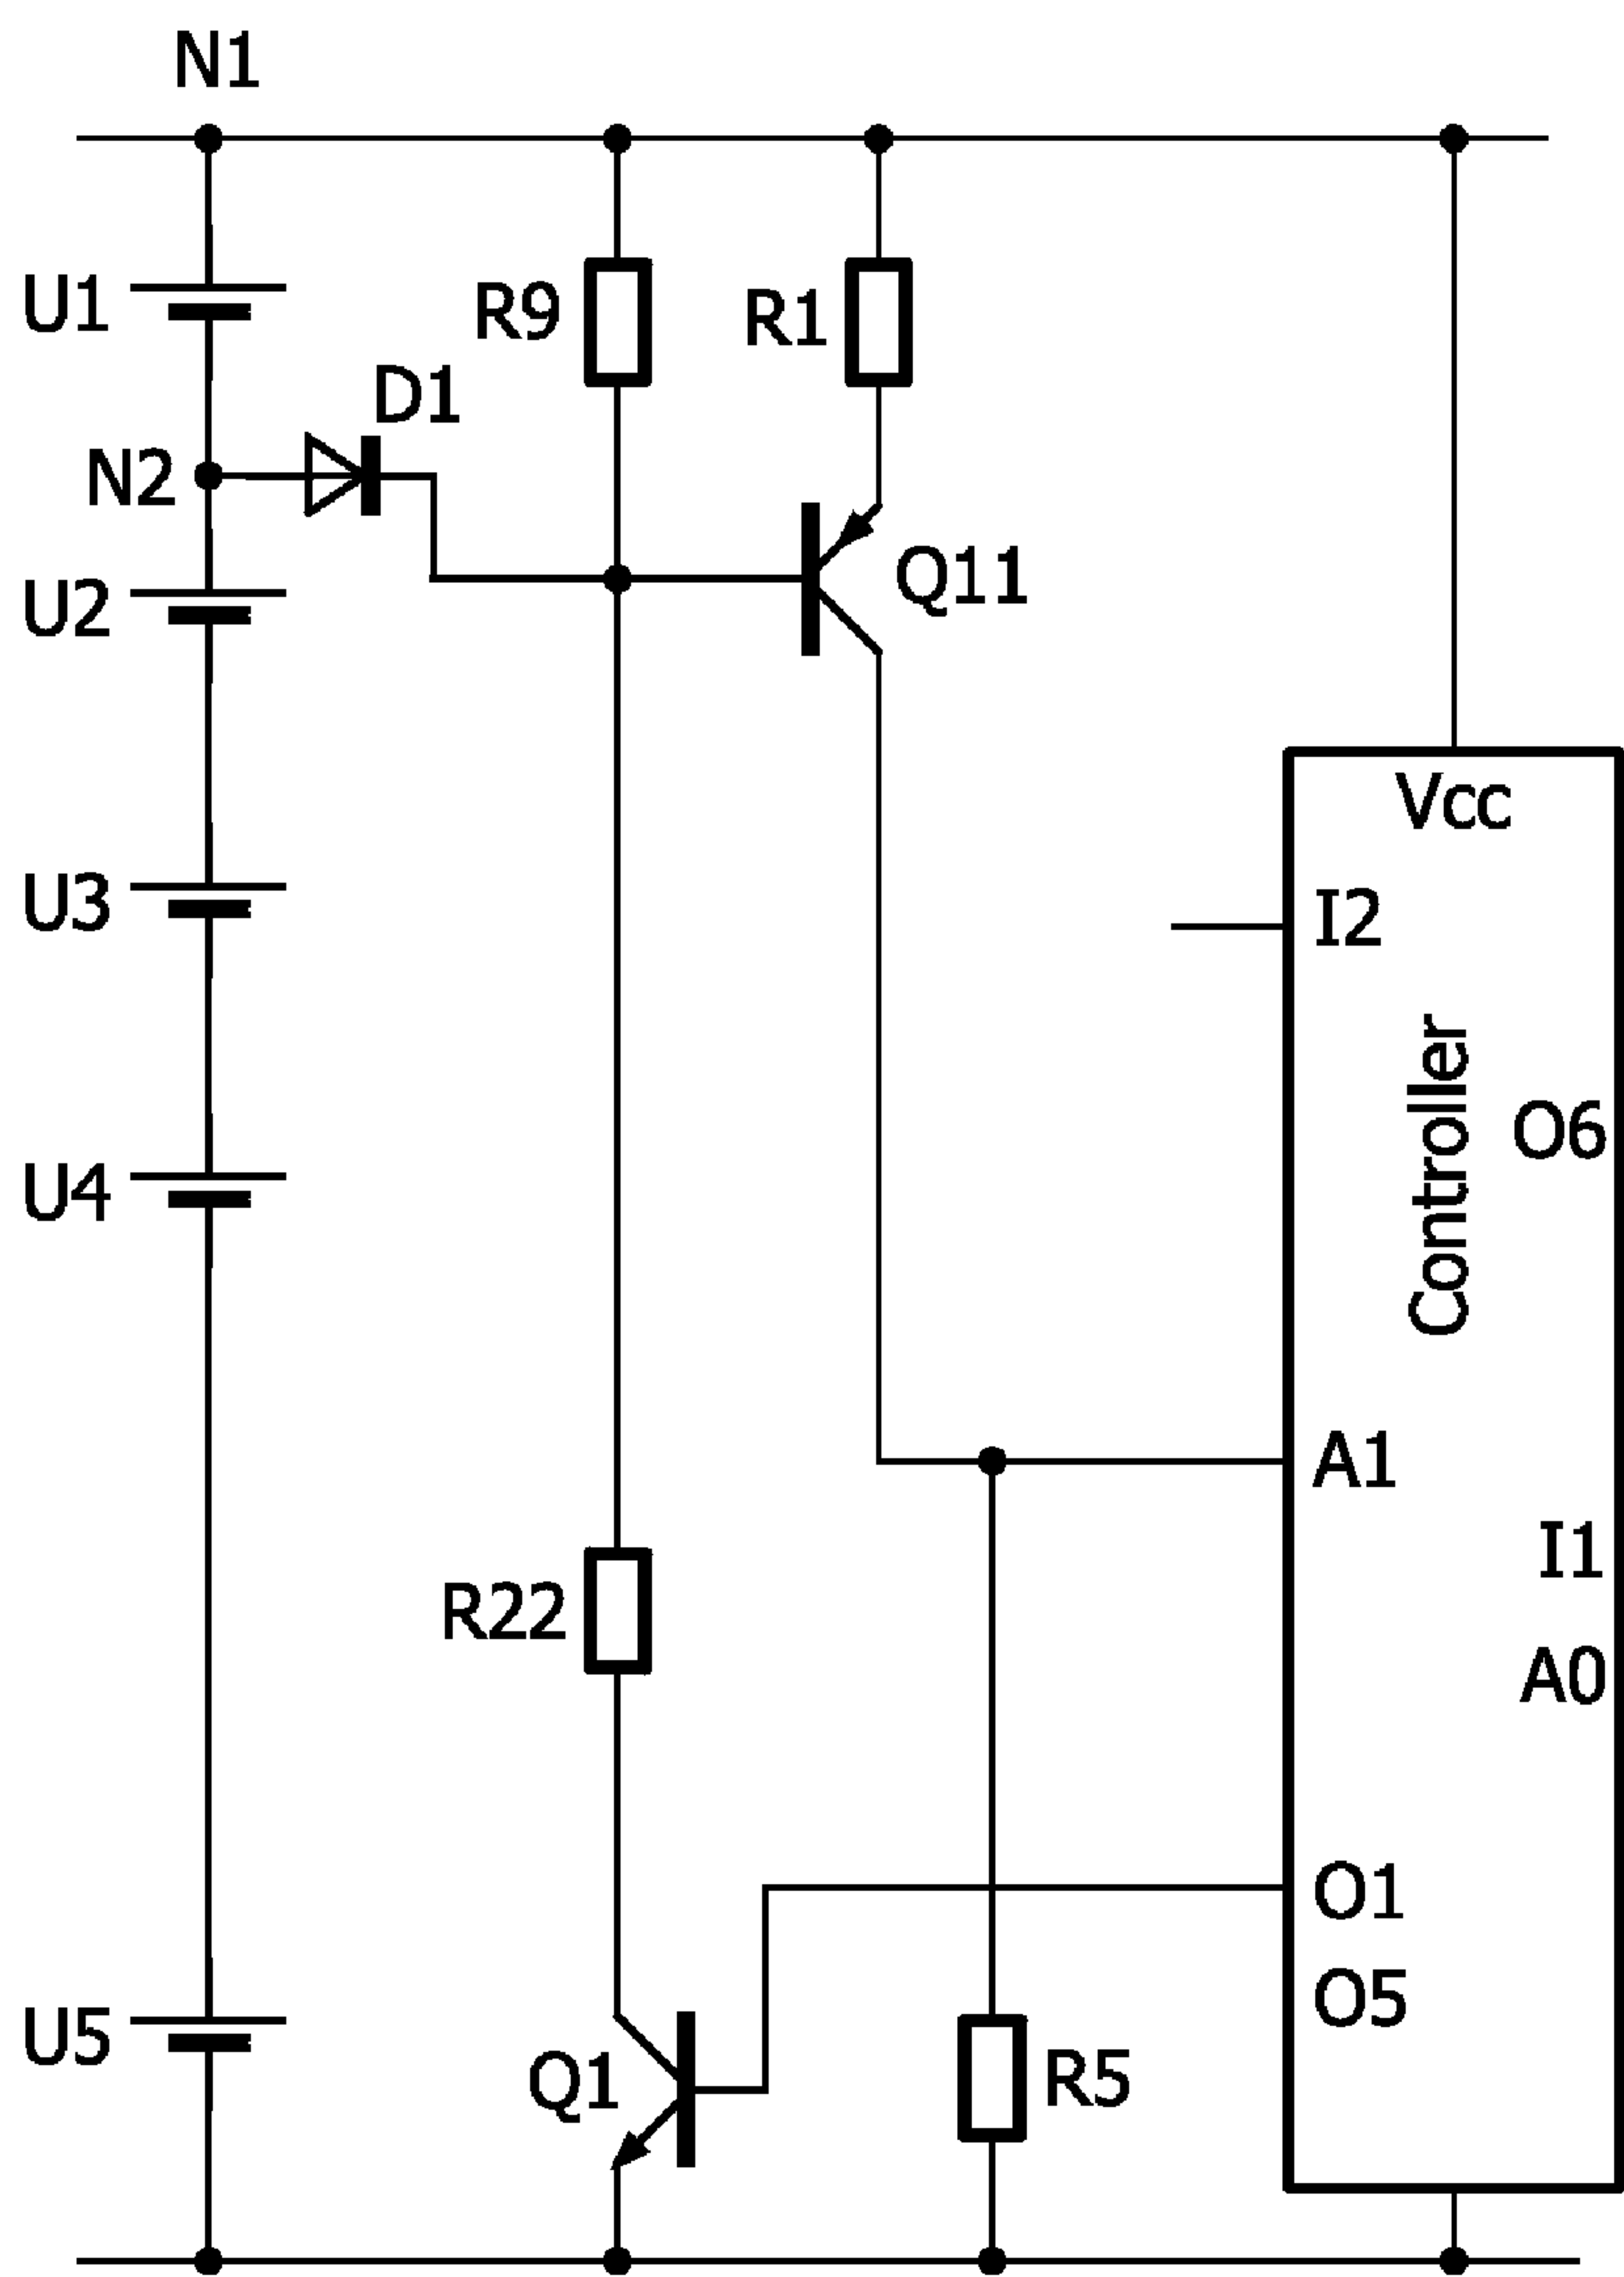 N1
U1
R9
R1
D1
N2
Q11
U2
Vcc
U3
I2
Controller
O6
U4
A1
I1
R22
A0
O1
O5
U5
Q1
R5